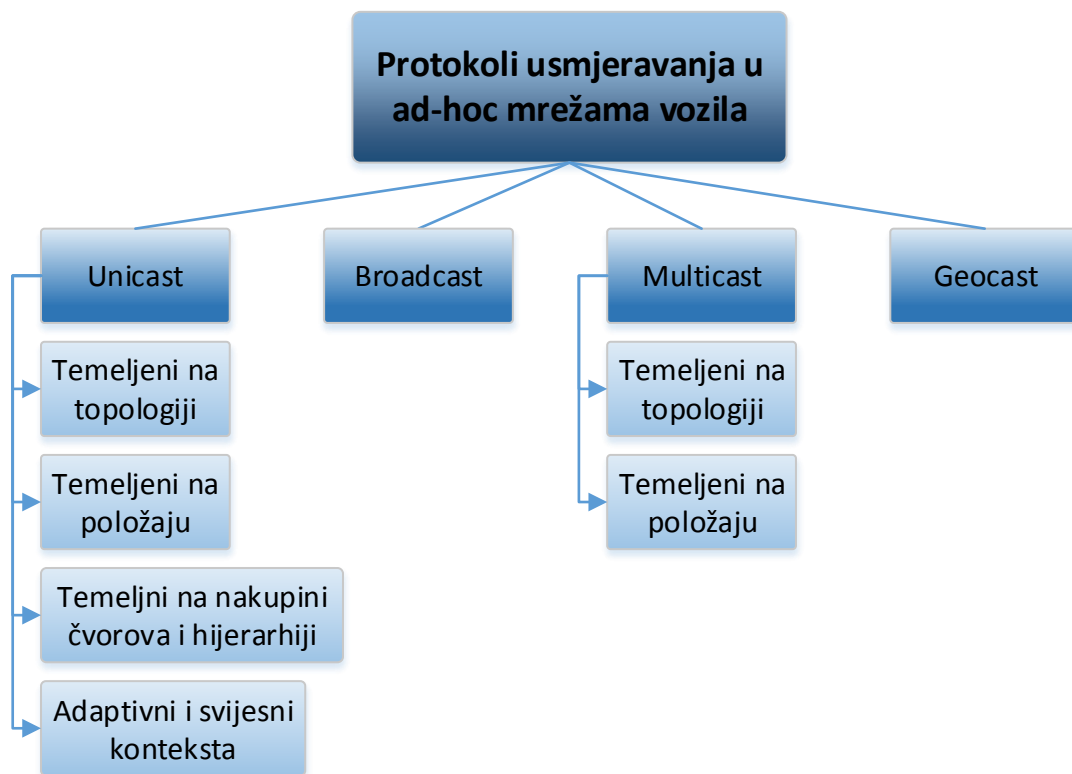 Protokoli usmjeravanja u
ad-hoc mrežama vozila
Unicast
Broadcast
Multicast
Geocast
Temeljeni na
topologiji
Temeljeni na
položaju
Temeljni na nakupini
čvorova i hijerarhiji
Adaptivni i svijesni
konteksta
Temeljeni na
topologiji
Temeljeni na
položaju